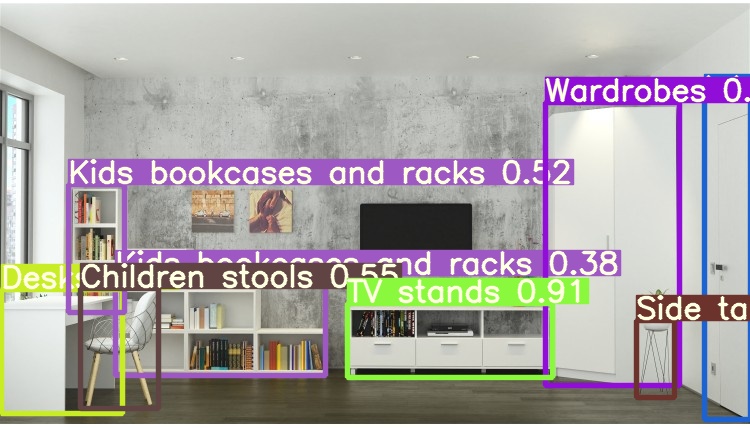 Wardrobes 0.
Kids bookcases and racks 0.52
Kids bookcases and racks 0.38
Desks
Children stools 0.55
TV stands 0.91
Side ta